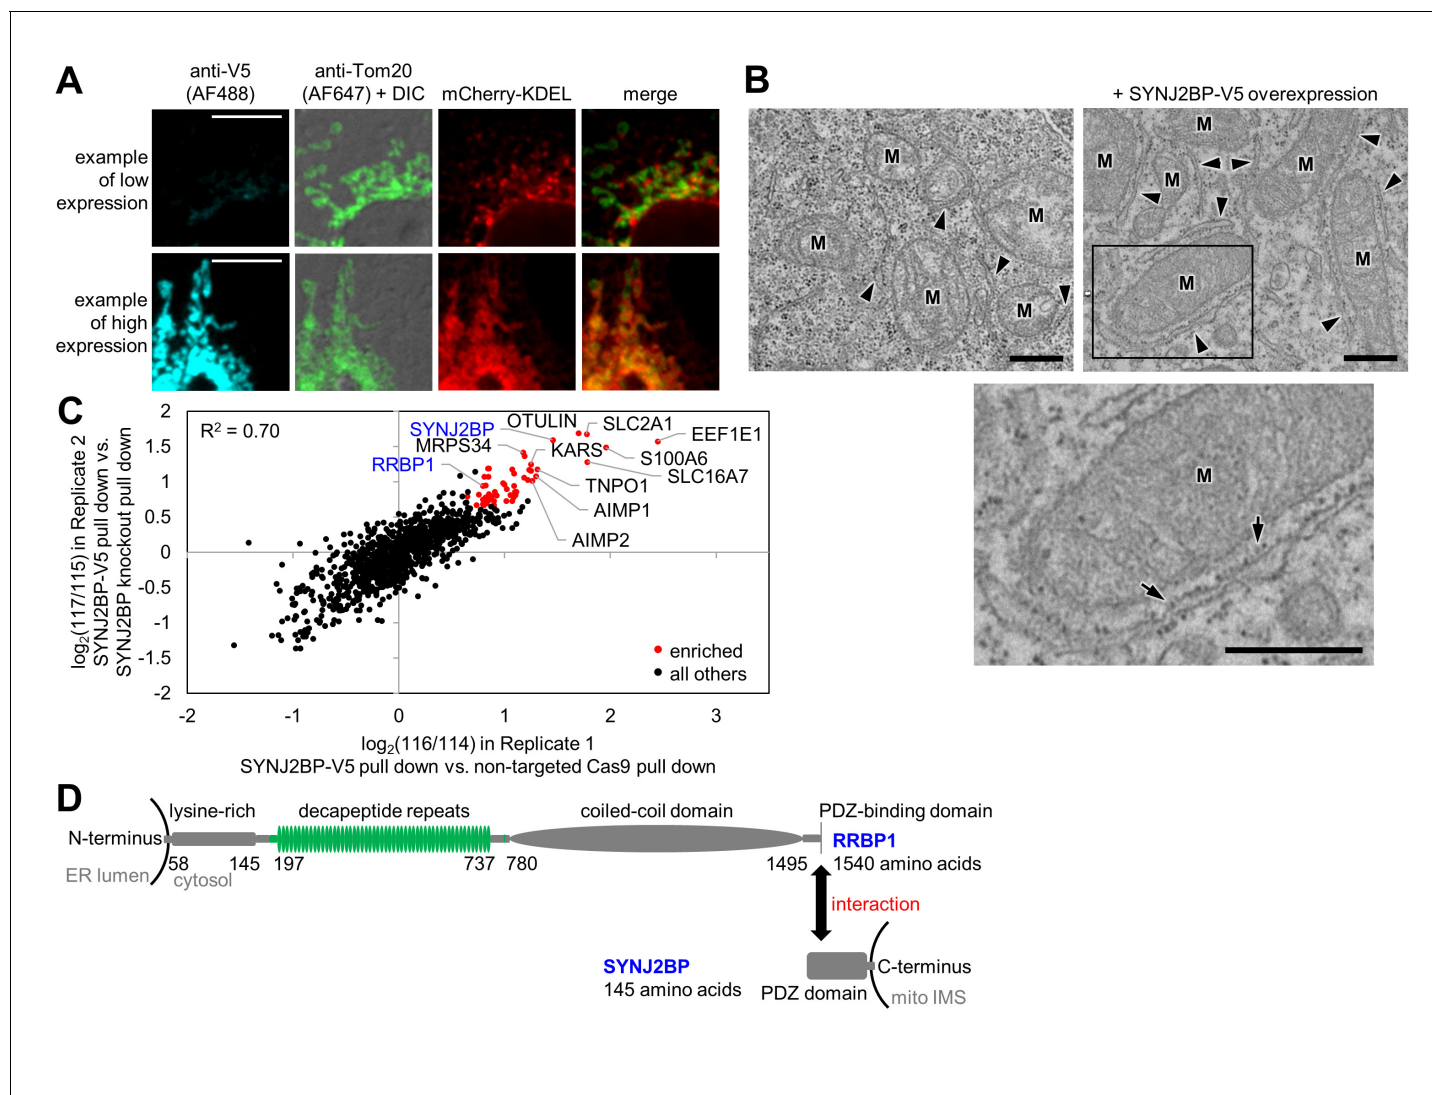 A
anti-V5
(AF488)
anti-Tom20
(AF647) + DIC
mCherry-KDEL
merge
example
of low
expression
example
of high
expression
B
+ SYNJ2BP-V5 overexpression
M
M
M
M
M
M
M
M
M
M
M
M
M
C
log2(117/115) in Replicate 2
SYNJ2BP-V5 pull down vs.
SYNJ2BP knockout pull down
2
1.5
1
0.5
0
-0.5
-1
-1.5
-2
R2 = 0.70
SYNJ2BP
OTULIN
SLC2A1
EEF1E1
MRPS34
KARS
S100A6
RRBP1
SLC16A7
TNPO1
AIMP1
AIMP2
enriched
all others
-2
-1
0
1
2
3
log2(116/114) in Replicate 1
SYNJ2BP-V5 pull down vs. non-targeted Cas9 pull down
D
lysine-rich
decapeptide repeats
coiled-coil domain
PDZ-binding domain
N-terminus
RRBP1
58
145
197
737
780
1495
1540 amino acids
ER lumen
cytosol
interaction
SYNJ2BP
145 amino acids
PDZ domain
C-terminus
mito IMS